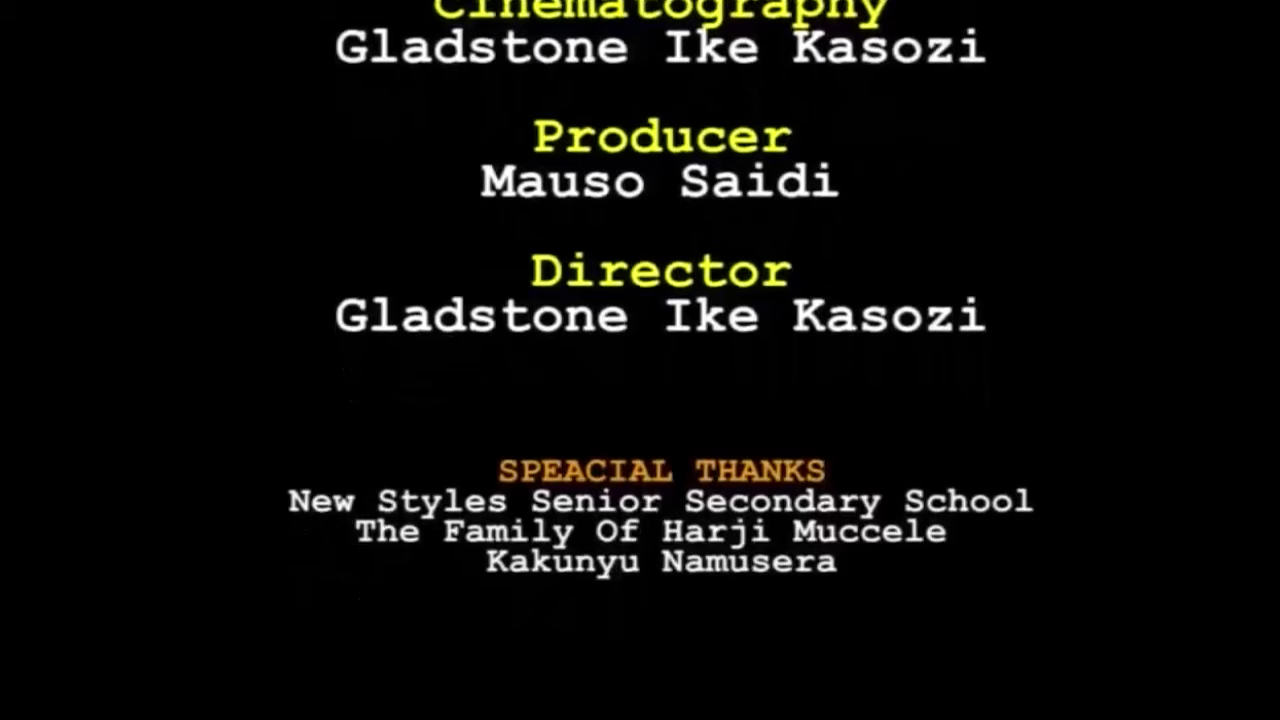 Cinematography
Gladstone Ike Kasozi
Producer
Mauso Saidi
Director
Gladstone Ike Kasozi
SPEACIAL THANKS
New Styles Senior Secondary School
The Family Of Harji Muccele
Kakunyu Namusera